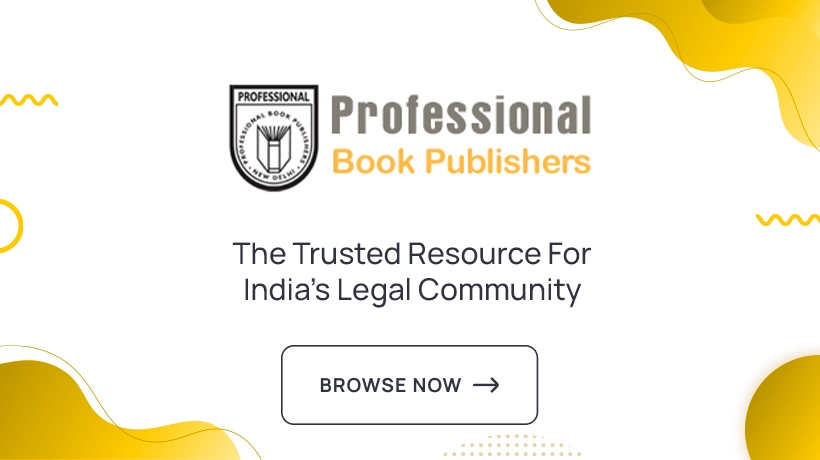 PROFESSIONAL
PROFESSIONAL BOOK PUBLISHERS
• NEW DELHI •
Professional
Book Publishers
The Trusted Resource For
India’s Legal Community
BROWSE NOW →